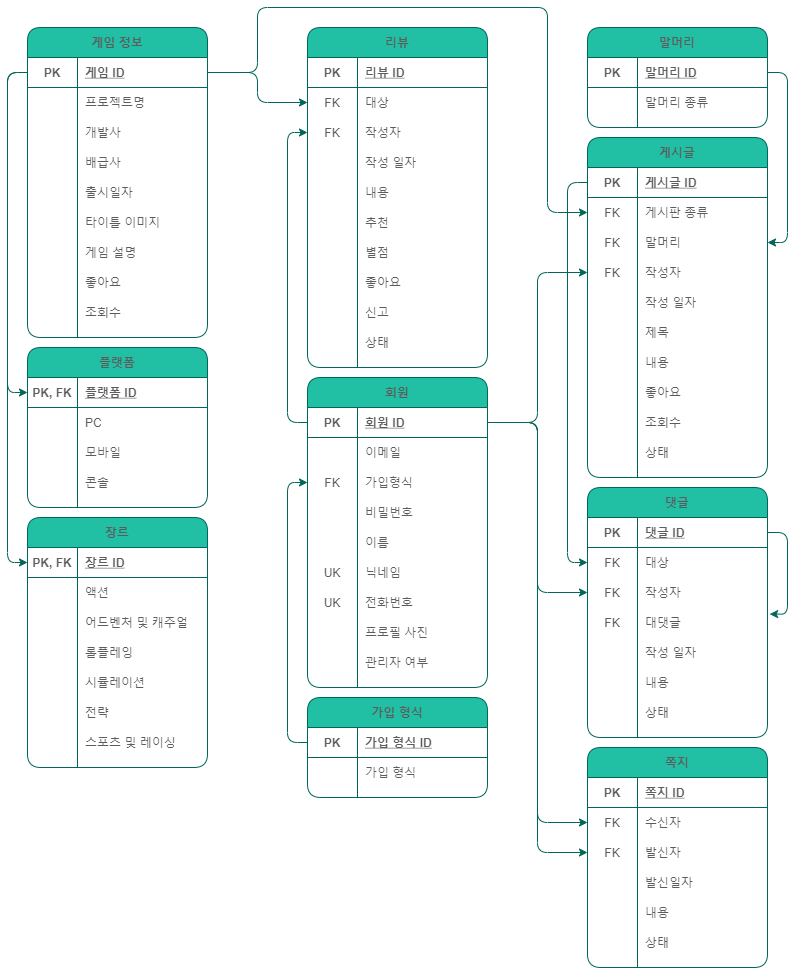 게임 정보
PK 게임 ID
프로젝트명
개발사
배급사
출시일자
타이틀 이미지
게임 설명
좋아요
조회수
플랫폼
PK, FK 플랫폼 ID
PC
모바일
콘솔
장르
PK, FK 장르 ID
액션
어드벤처 및 캐주얼
롬플레잉
시뮬레이션
전략
스포츠 및 레이싱
리뷰
PK 리뷰 ID
FK 대상
FK 작성자
작성 일자
내용
추천
별점
좋아요
신고
상태
회원
PK 회원 ID
이메일
FK 가입형식
비밀번호
이름
UK 닉네임
UK 전화번호
프로필 사진
관리자 여부
가입 형식
PK 가입 형식 ID
가입 형식
말머리
PK 말머리 ID
말머리 종류
게시글
PK 게시글 ID
FK 게시판 종류
FK 말머리
FK 작성자
작성 일자
제목
내용
좋아요
조회수
상태
댓글
PK 댓글 ID
FK 대상
FK 작성자
FK 대댓글
작성 일자
내용
상태
쪽지
PK 쪽지 ID
FK 수신자
FK 발신자
발신일자
내용
상태